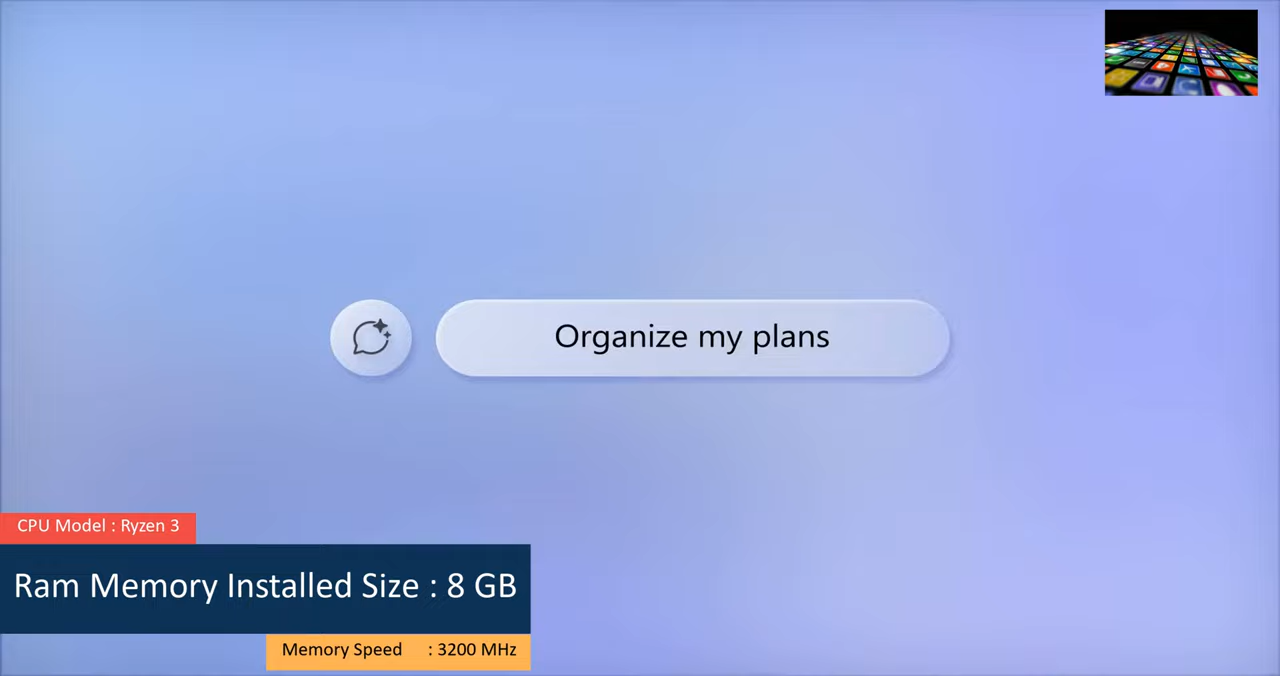 Organize my plans
CPU Model : Ryzen 3
Ram Memory Installed Size : 8 GB
Memory Speed : 3200 MHz